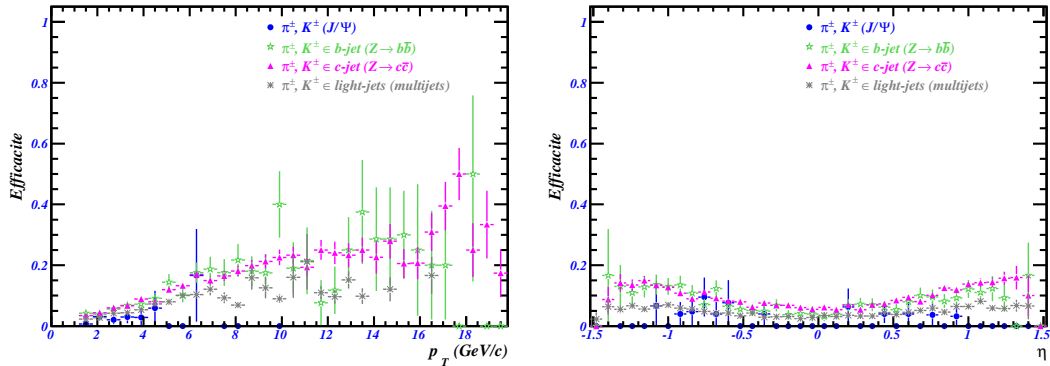 Efficacite
1
0.8
0.6
0.4
0.2
0
π±, K± (J/Ψ)
π±, K± ∈ b-jet (Z → bb̅)
π±, K± ∈ c-jet (Z → cc̅)
π±, K± ∈ light-jets (multijets)
0 2 4 6 8 10 12 14 16 18
p_T (GeV/c)
Efficacite
1
0.8
0.6
0.4
0.2
0
π±, K± (J/Ψ)
π±, K± ∈ b-jet (Z → bb̅)
π±, K± ∈ c-jet (Z → cc̅)
π±, K± ∈ light-jets (multijets)
-1.5 -1 -0.5 0 0.5 1 1.5
η